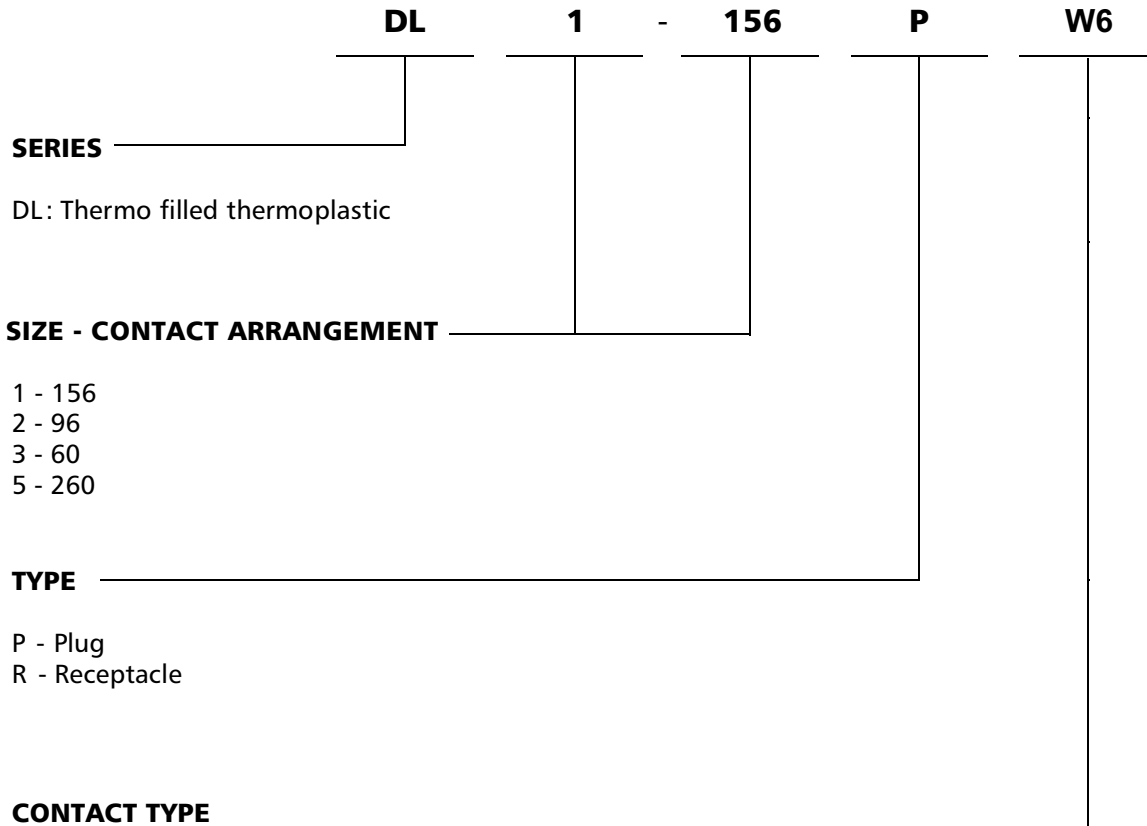 DL 1 - 156 P W6
SERIES
DL: Thermo filled thermoplastic
SIZE - CONTACT ARRANGEMENT
1 - 156
2 - 96
3 - 60
5 - 260
TYPE
P - Plug
R - Receptacle
CONTACT TYPE